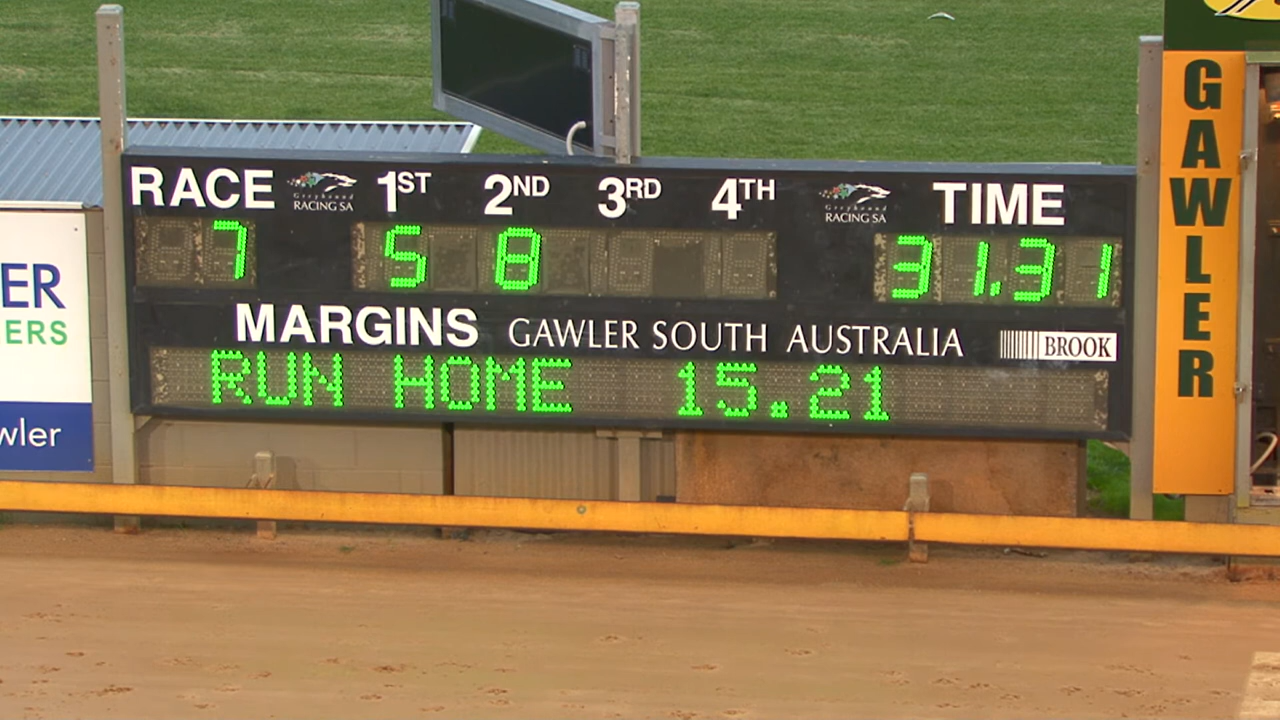 RACE
Greyhound
RACING SA
1ST 2ND 3RD 4TH
Greyhound
RACING SA
TIME
7 5 8 31.31
MARGINS GAWLER SOUTH AUSTRALIA BROOK
RUN HOME 15.21
GAWLER
ER
ERS
wler